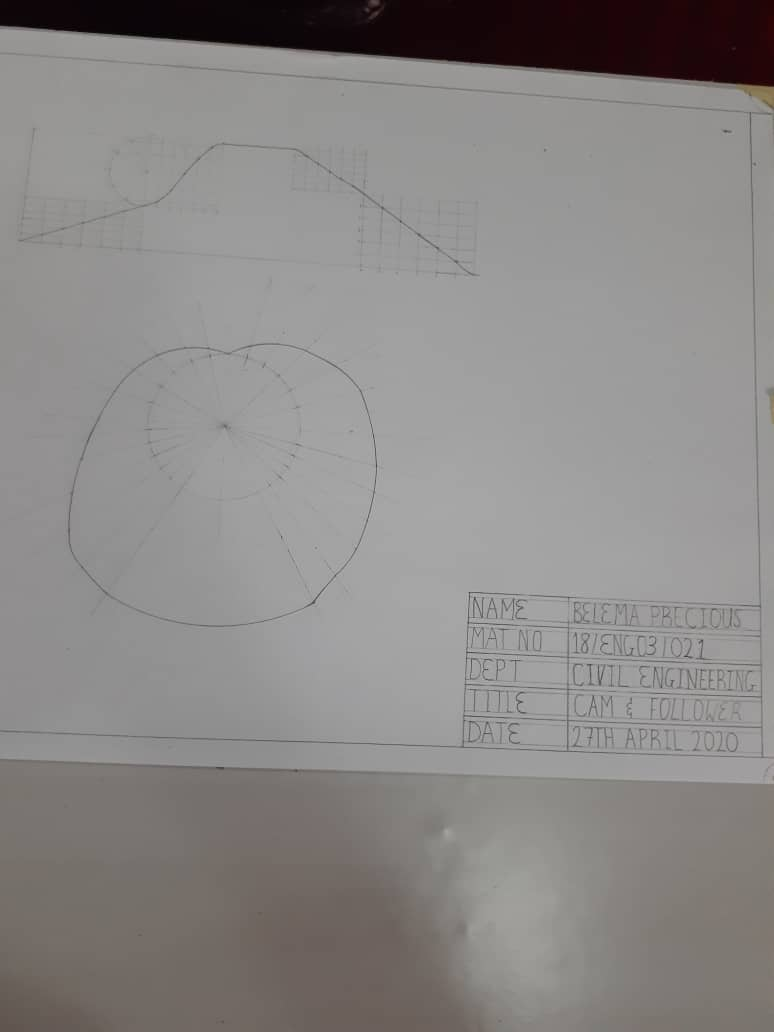 NAME BELEMA PRECIOUS
MAT NO 18/ENG03/021
DEPT CIVIL ENGINEERING
TITLE CAM & FOLLOWER
DATE 27TH APRIL 2020